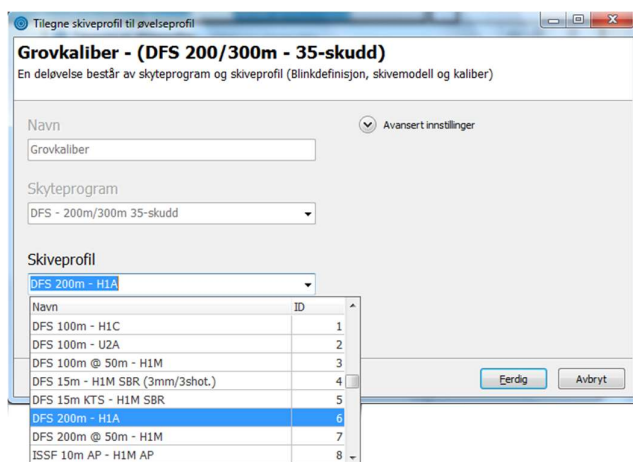 Tilegne skiveprofil til øvelseprofil
Grovkaliber - (DFS 200/300m - 35-skudd)
En deløvelse består av skyteprogram og skiveprofil (Blinkdefinisjon, skivemodell og kaliber)
Navn
Avansert innstillinger
Grovkaliber
Skyteprogram
DFS - 200m/300m 35-skudd
Skiveprofil
DFS 200m - H1A
Navn ID
DFS 100m - H1C 1
DFS 100m - U2A 2
DFS 100m @ 50m - H1M 3
DFS 15m - H1M SBR (3mm/3shot.) 4
DFS 15m KTS - H1M SBR 5
DFS 200m - H1A 6
DFS 200m @ 50m - H1M 7
ISSF 10m AP - H1M AP 8
Ferdig Avbryt